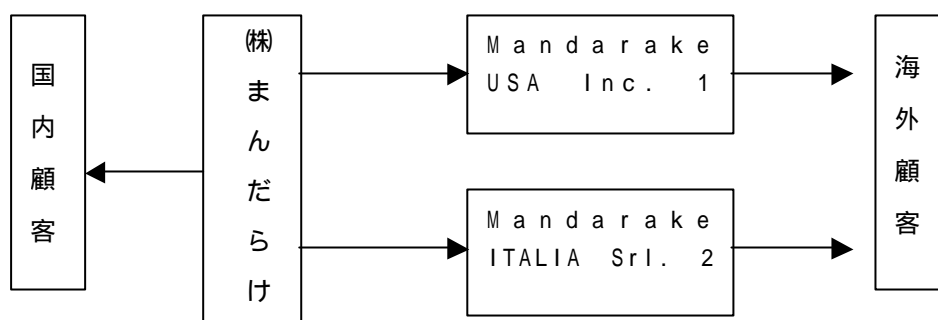 国内顧客
㈱まんだらけ
Mandarake
USA Inc. 1
Mandarake
ITALIA Srl. 2
海外顧客